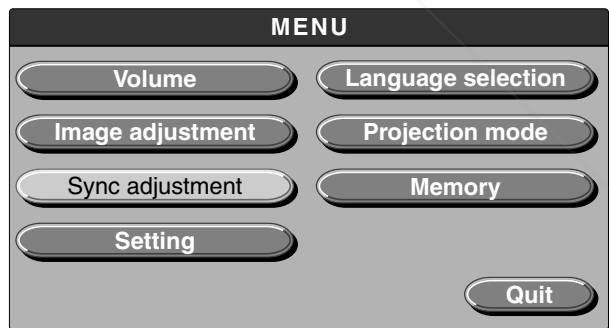 MENU
Volume
Language selection
Image adjustment
Projection mode
Sync adjustment
Memory
Setting
Quit